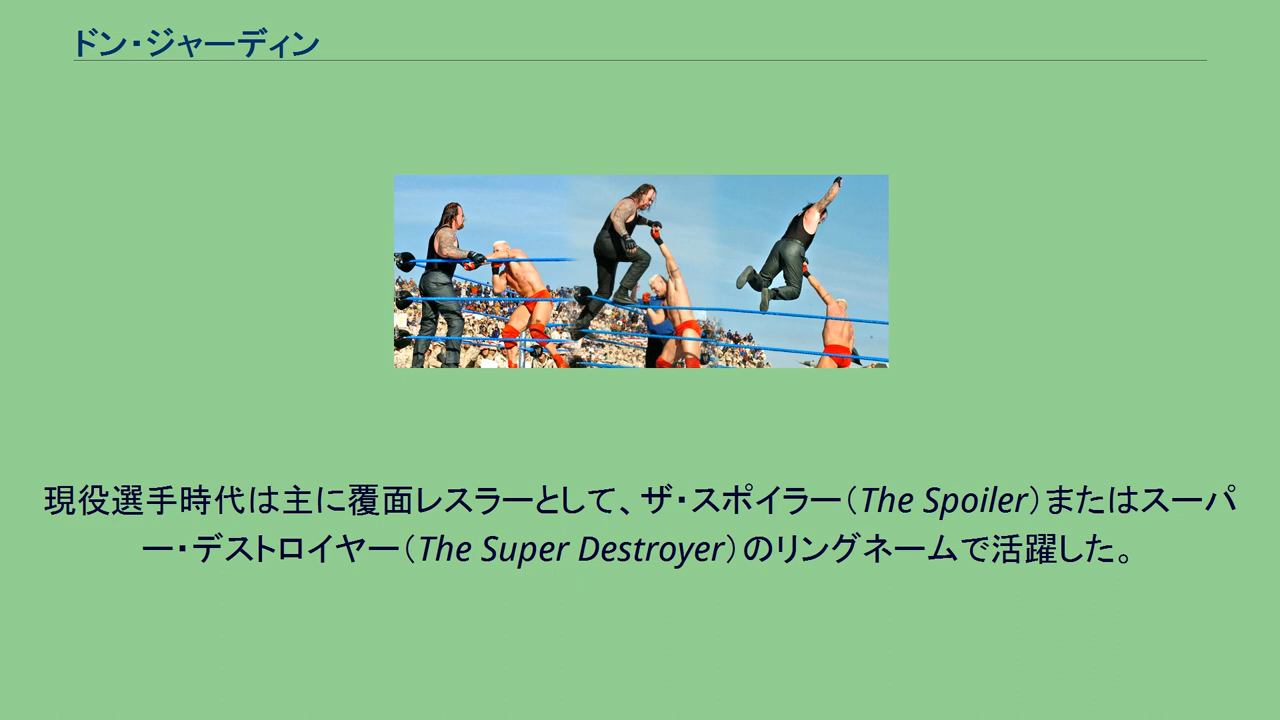 ドン・ジャーディン
現役選手時代は主に覆面レスラーとして、ザ・スポイラー（The Spoiler）またはスーパ
ー・デストロイヤー（The Super Destroyer）のリングネームで活躍した。